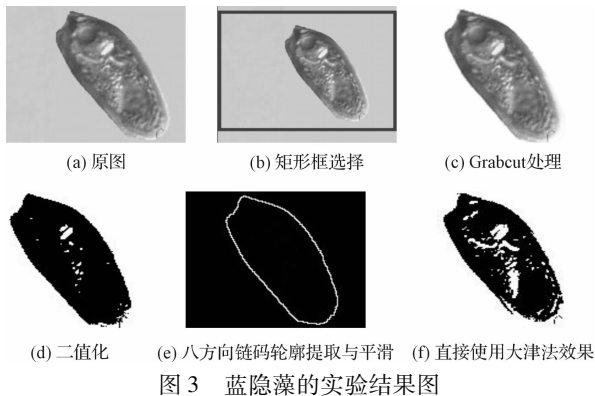 (a) 原图
(b) 矩形框选择
(c) Grabcut处理
(d) 二值化
(e) 八方向链码轮廓提取与平滑
(f) 直接使用大津法效果
图 3 蓝隐藻的实验结果图